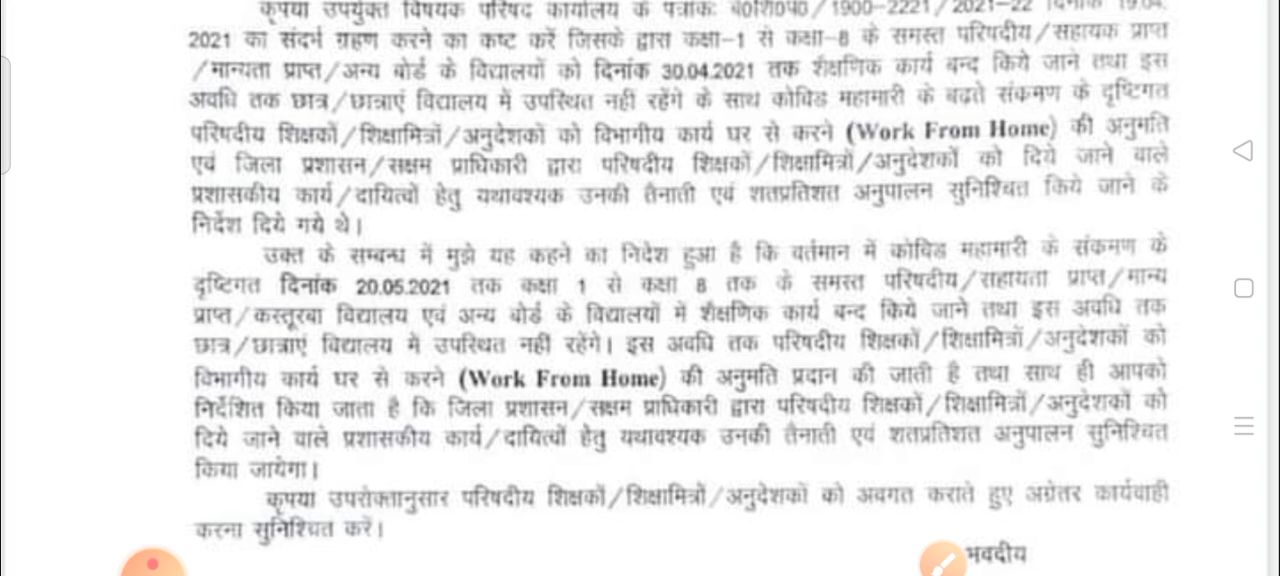 कृपया उपर्युक्त विषयक परिषद कार्यालय के पत्रांकः बे०शि०प०/1900-2221/2021-22 दिनांक 19.04.
2021 का संदर्भ ग्रहण करने का कष्ट करें जिसके द्वारा कक्षा-1 से कक्षा-8 के समस्त परिषदीय/सहायक प्राप्त
/मान्यता प्राप्त/अन्य बोर्ड के विद्यालयों को दिनांक 30.04.2021 तक शैक्षणिक कार्य बन्द किये जाने तथा इस
अवधि तक छात्र/छात्राएं विद्यालय में उपस्थित नही रहेंगे के साथ कोविड महामारी के बढ़ते संकमण के दृष्टिगत
परिषदीय शिक्षकों/शिक्षामित्रों/अनुदेशकों को विभागीय कार्य घर से करने (Work From Home) की अनुमति
एवं जिला प्रशासन/सक्षम प्राधिकारी द्वारा परिषदीय शिक्षकों/शिक्षामित्रों/अनुदेशकों को दिये जाने वाले
प्रशासकीय कार्य/दायित्वों हेतु यथावश्यक उनकी तैनाती एवं शतप्रतिशत अनुपालन सुनिश्चित किये जाने के
निर्देश दिये गये थे।
उक्त के सम्बन्ध में मुझे यह कहने का निदेश हुआ है कि वर्तमान में कोविड महामारी के संकमण के
दृष्टिगत दिनांक 20.05.2021 तक कक्षा 1 से कक्षा 8 तक के समस्त परिषदीय/सहायता प्राप्त/मान्य
प्राप्त/कस्तूरबा विद्यालय एवं अन्य बोर्ड के विद्यालयों में शैक्षणिक कार्य बन्द किये जाने तथा इस अवधि तक
छात्र/छात्राएं विद्यालय मे उपस्थित नहीं रहेंगे। इस अवधि तक परिषदीय शिक्षकों/शिक्षामित्रों/अनुदेशकों को
विभागीय कार्य घर से करने (Work From Home) की अनुमति प्रदान की जाती है तथा साथ ही आपको
निर्देशित किया जाता है कि जिला प्रशासन/सक्षम प्राधिकारी द्वारा परिषदीय शिक्षकों/शिक्षामित्रों/अनुदेशकों को
दिये जाने वाले प्रशासकीय कार्य/दायित्वों हेतु यथावश्यक उनकी तैनाती एवं शतप्रतिशत अनुपालन सुनिश्चित
किया जायेगा।
कृपया उपरोक्तानुसार परिषदीय शिक्षकों/शिक्षामित्रों/अनुदेशकों को अवगत कराते हुए अग्रेत्तर कार्यवाही
करना सुनिश्चित करें।
भवदीय